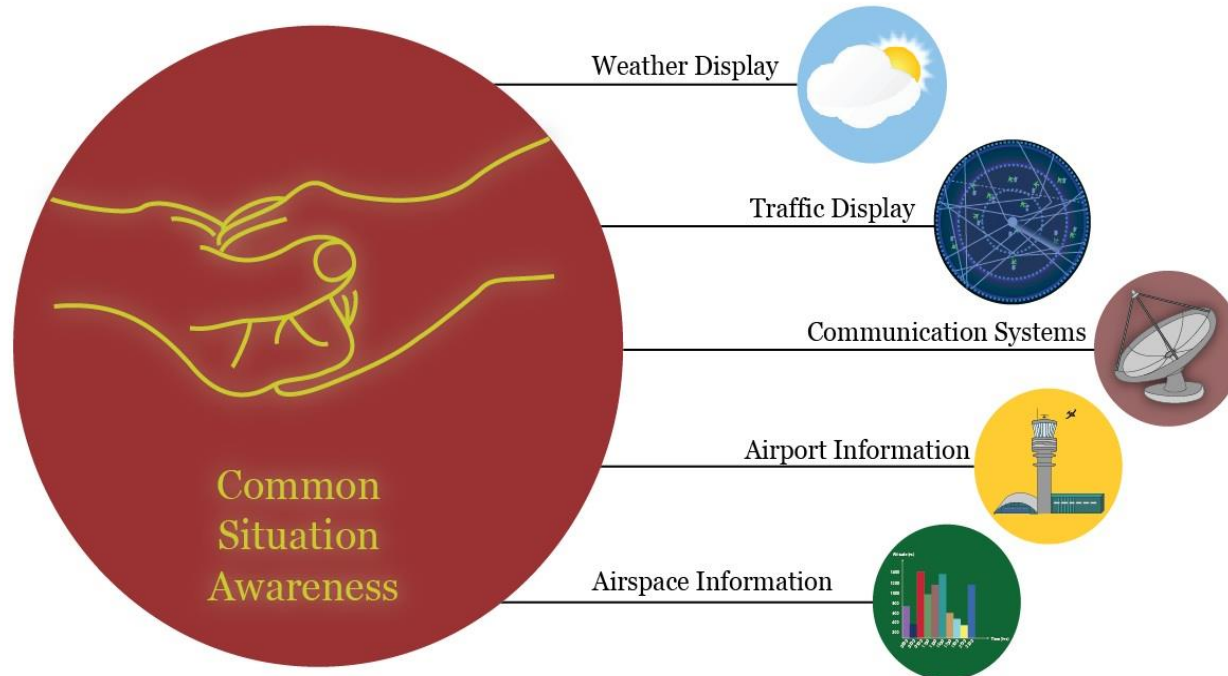 Weather Display
Traffic Display
Communication Systems
Airport Information
Common
Situation
Awareness
Airspace Information